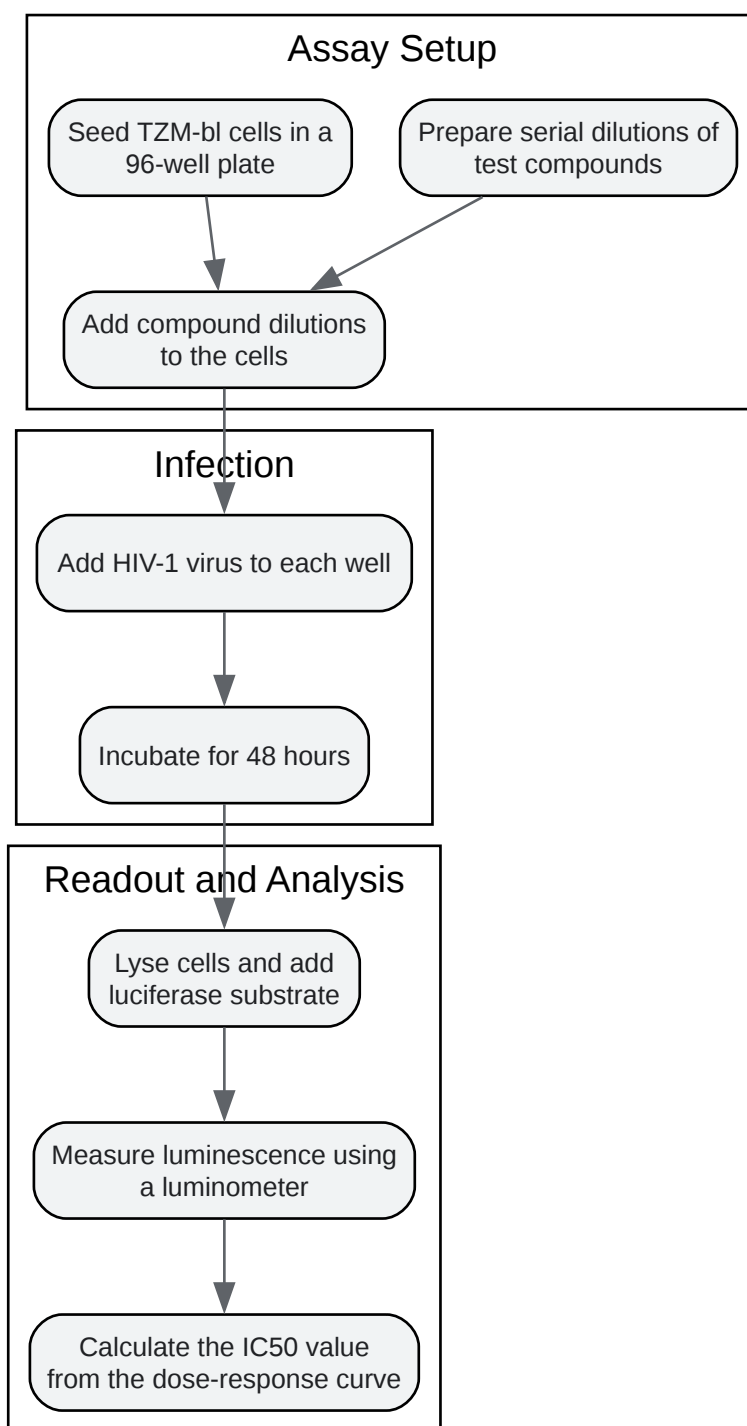 Assay Setup
Seed TZM-bl cells in a
96-well plate
Prepare serial dilutions of
test compounds
Add compound dilutions
to the cells
Infection
Add HIV-1 virus to each well
Incubate for 48 hours
Readout and Analysis
Lyse cells and add
luciferase substrate
Measure luminescence using
a luminometer
Calculate the IC50 value
from the dose-response curve